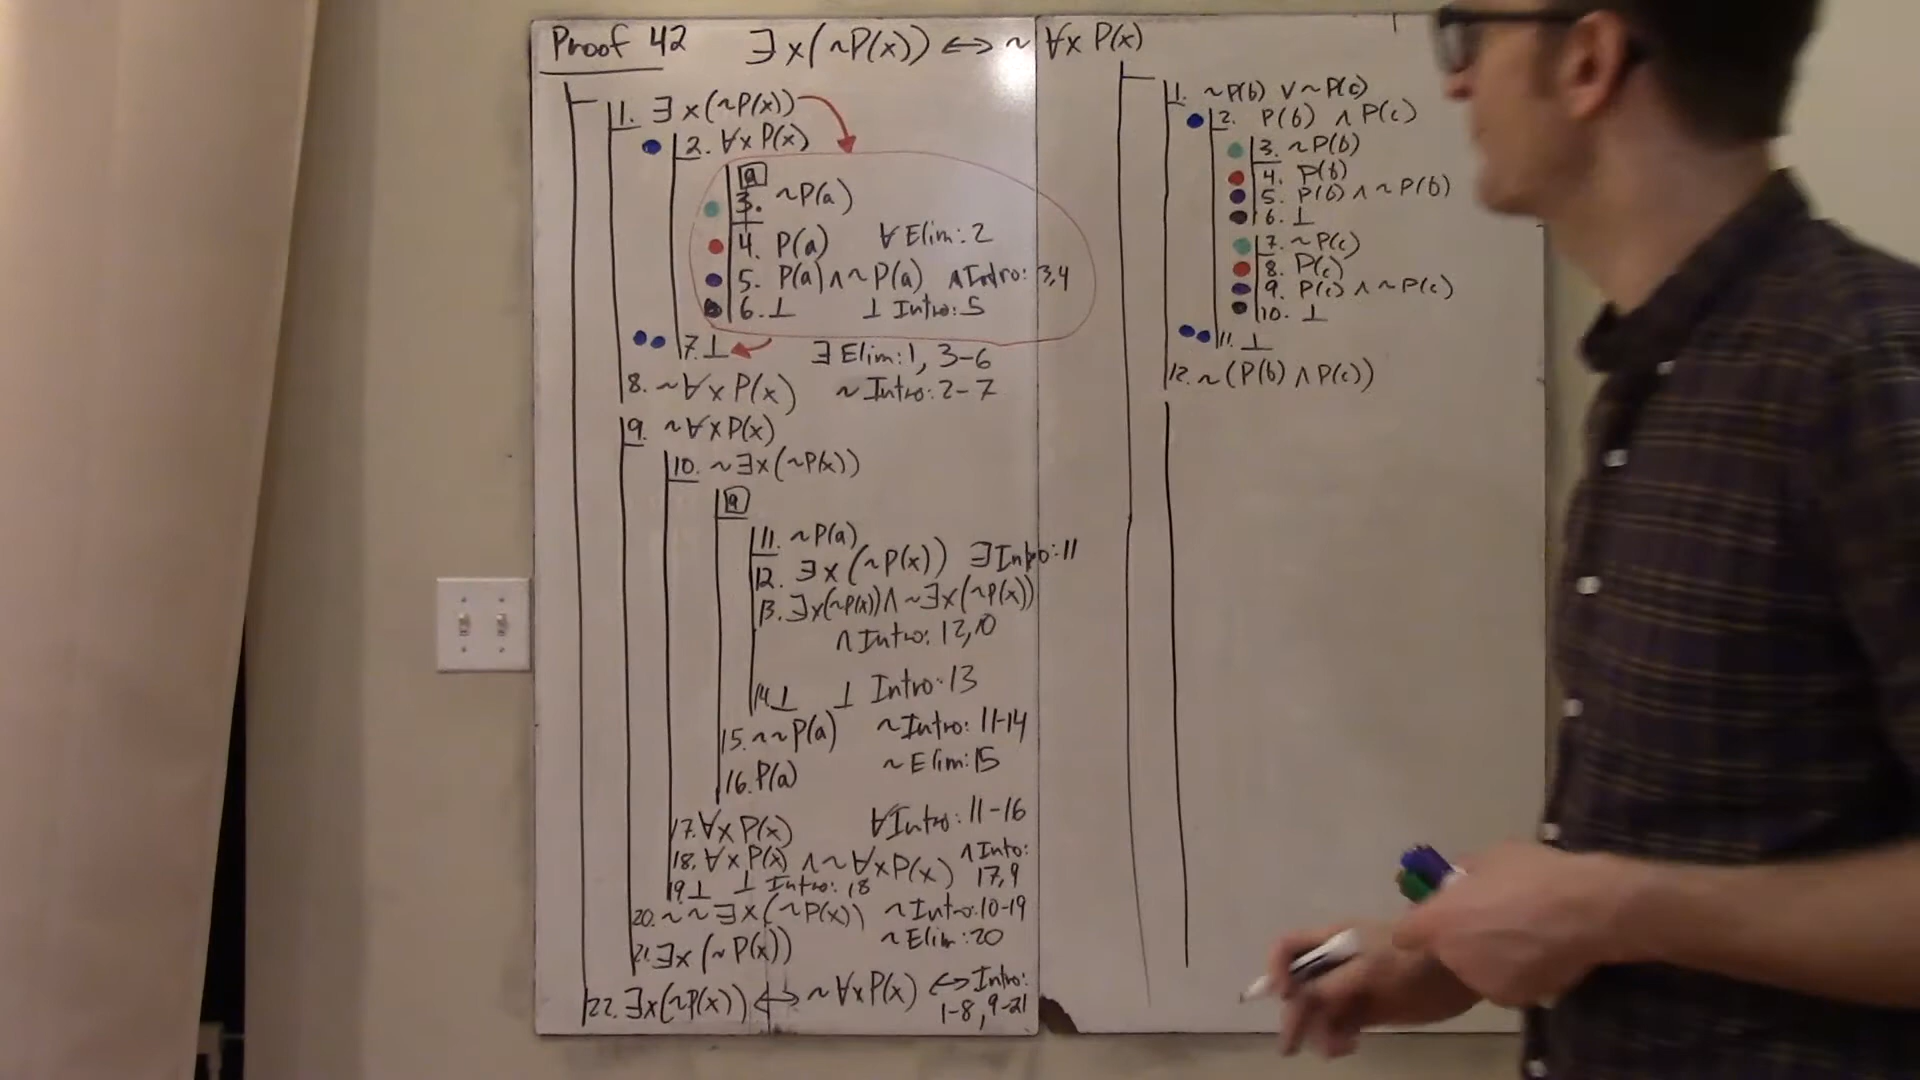 Proof 42 ∃x(~P(x)) ↔ ~∀x P(x)
1. ∃x(~P(x))
2. ∀x P(x)
a
3. ~P(a)
4. P(a) ∀ Elim: 2
5. P(a) ∧ ~P(a) ∧ Intro: 3,4
6. ⊥ ⊥ Intro: 5
7. ⊥ ∃ Elim: 1, 3-6
8. ~∀x P(x) ~ Intro: 2-7
9. ~∀x P(x)
10. ~∃x(~P(x))
a
11. ~P(a)
12. ∃x(~P(x)) ∃ Intro: 11
13. ∃x(~P(x)) ∧ ~∃x(~P(x))
∧ Intro: 12,10
14. ⊥ ⊥ Intro: 13
15. ~~P(a) ~Intro: 11-14
16. P(a) ~ Elim: 15
17. ∀x P(x) ∀Intro: 11-16
18. ∀x P(x) ∧ ~∀x P(x) ∧ Intro:
17,9
19. ⊥ ⊥ Intro: 18
20. ~~∃x(~P(x)) ~Intro: 10-19
21. ∃x(~P(x)) ~Elim: 20
22. ∃x(~P(x)) ↔ ~∀x P(x) ↔ Intro:
1-8, 9-21
1. ~P(b) ∨ ~P(c)
2. P(b) ∧ P(c)
3. ~P(b)
4. P(b)
5. P(b) ∧ ~P(b)
6. ⊥
7. ~P(c)
8. P(c)
9. P(c) ∧ ~P(c)
10. ⊥
11. ⊥
12. ~(P(b) ∧ P(c))